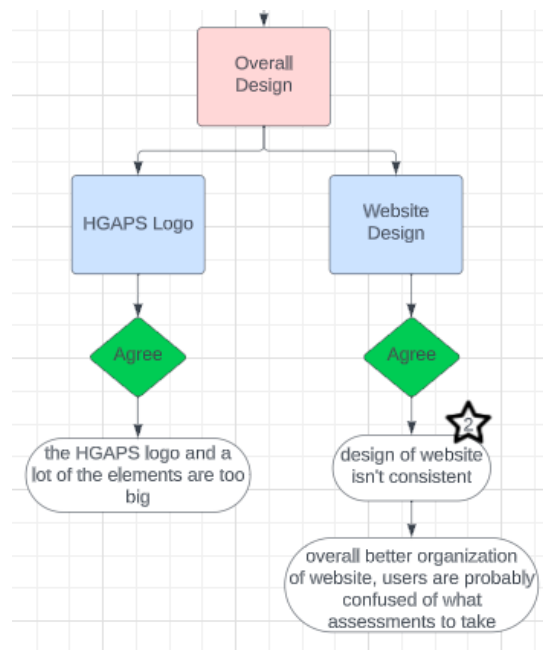 Overall
Design
HGAPS Logo
Website
Design
Agree
Agree
the HGAPS logo and a
lot of the elements are too
big
2
design of website
isn't consistent
overall better organization
of website, users are probably
confused of what
assessments to take